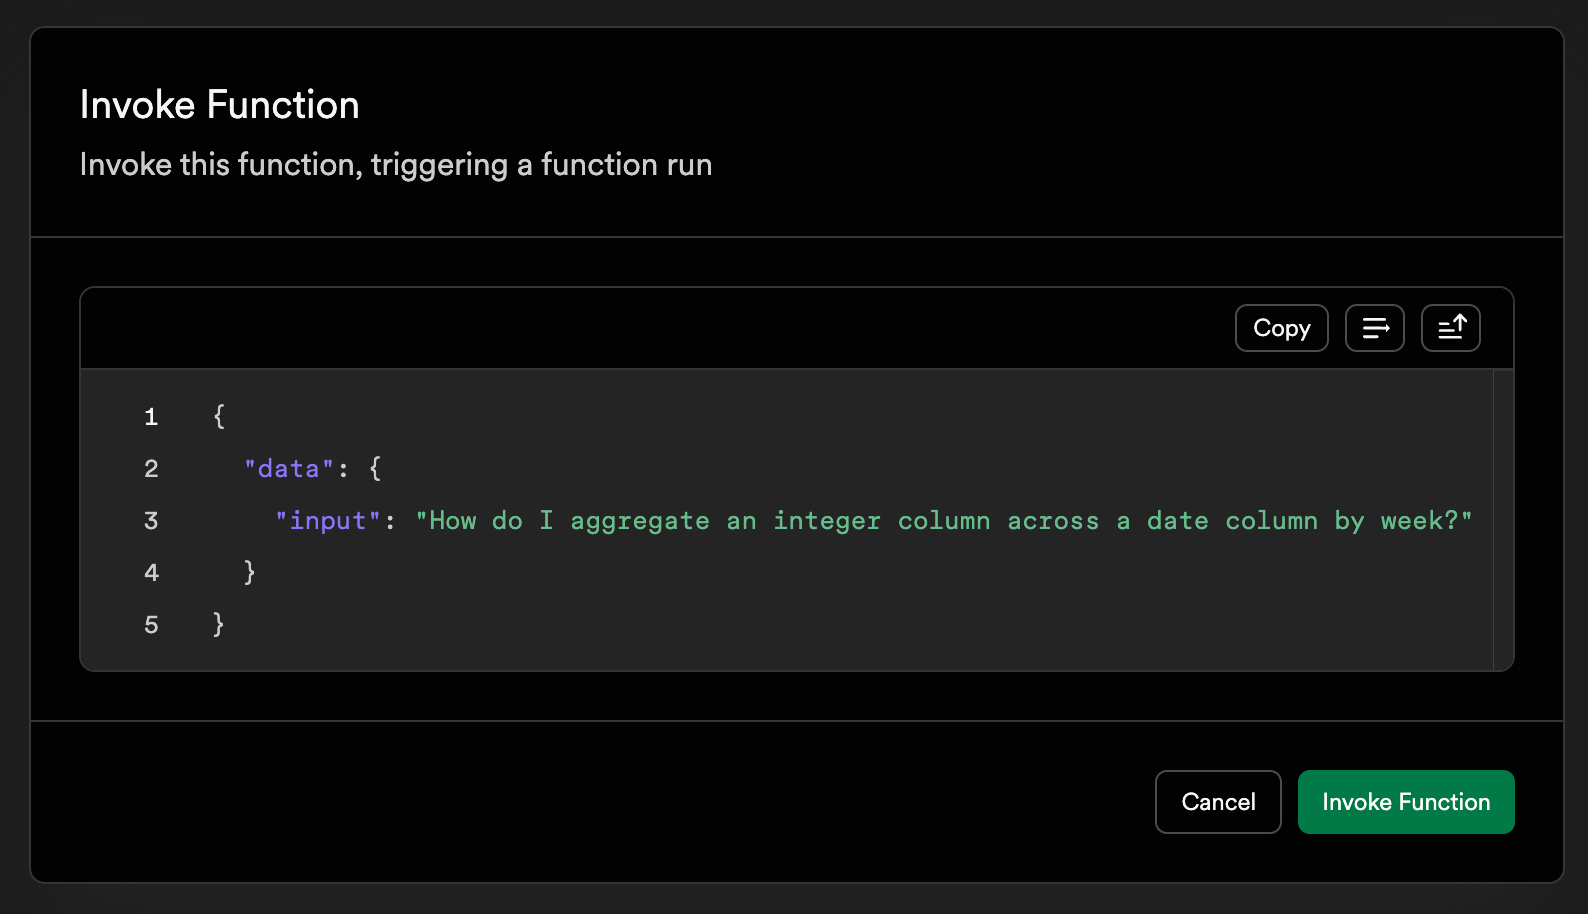 Invoke Function
Invoke this function, triggering a function run
Copy
1 {
2 "data": {
3 "input": "How do I aggregate an integer column across a date column by week?"
4 }
5 }
Cancel
Invoke Function